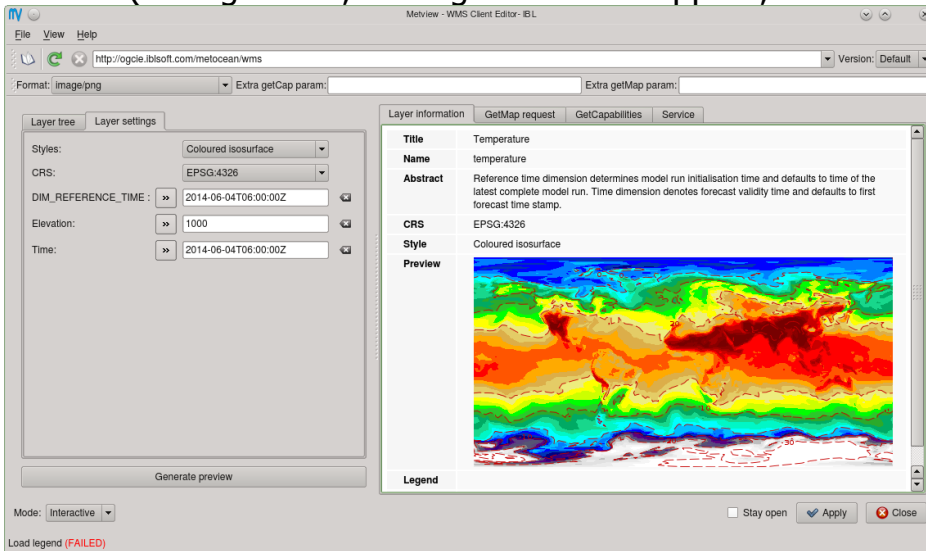 Metview - WMS Client Editor- IBL
File View Help
http://ogcie.iblsoft.com/metocean/wms
Version: Default
Format: image/png
Extra getCap param:
Extra getMap param:
Layer tree
Layer settings
Styles: Coloured isosurface
CRS: EPSG:4326
DIM_REFERENCE_TIME : » 2014-06-04T06:00:00Z
Elevation: » 1000
Time: » 2014-06-04T06:00:00Z
Generate preview
Layer information
GetMap request
GetCapabilities
Service
Title Temperature
Name temperature
Abstract Reference time dimension determines model run initialisation time and defaults to time of the
latest complete model run. Time dimension denotes forecast validity time and defaults to first
forecast time stamp.
CRS EPSG:4326
Style Coloured isosurface
Preview
30
10
30
Legend
Mode: Interactive
Stay open
Apply
Close
Load legend (FAILED)